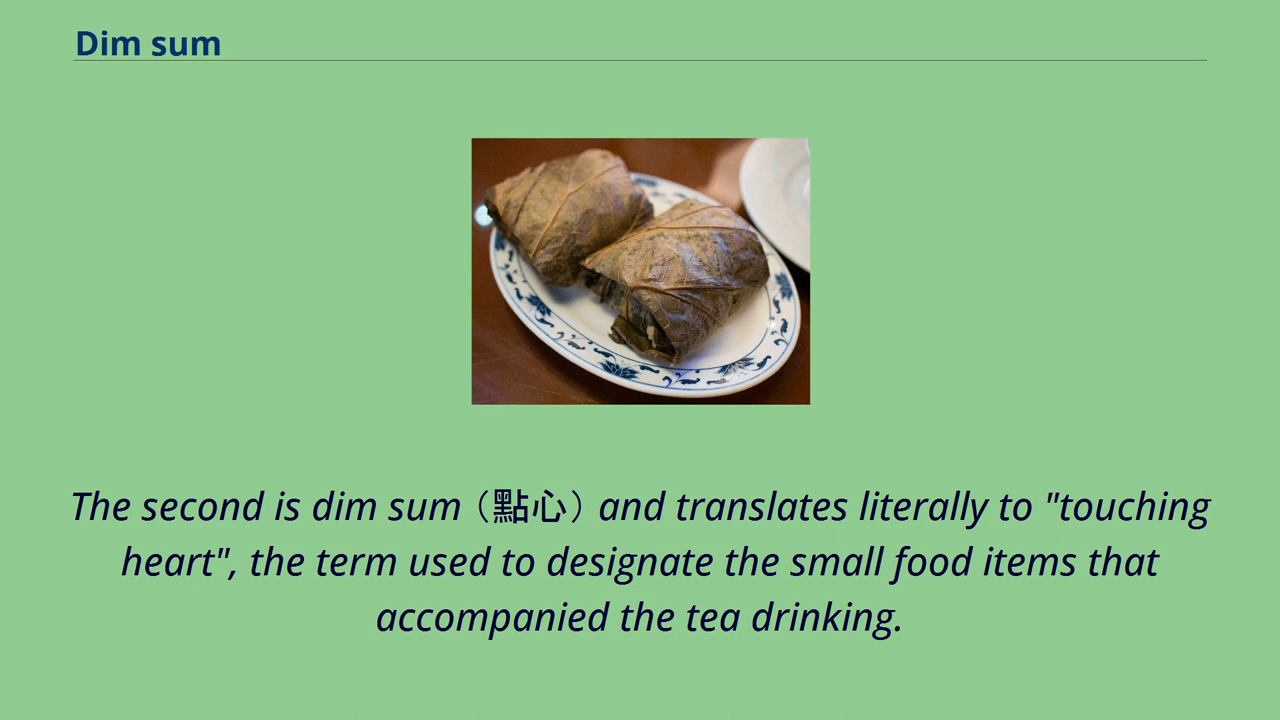 Dim sum
The second is dim sum（點心）and translates literally to "touching
heart", the term used to designate the small food items that
accompanied the tea drinking.